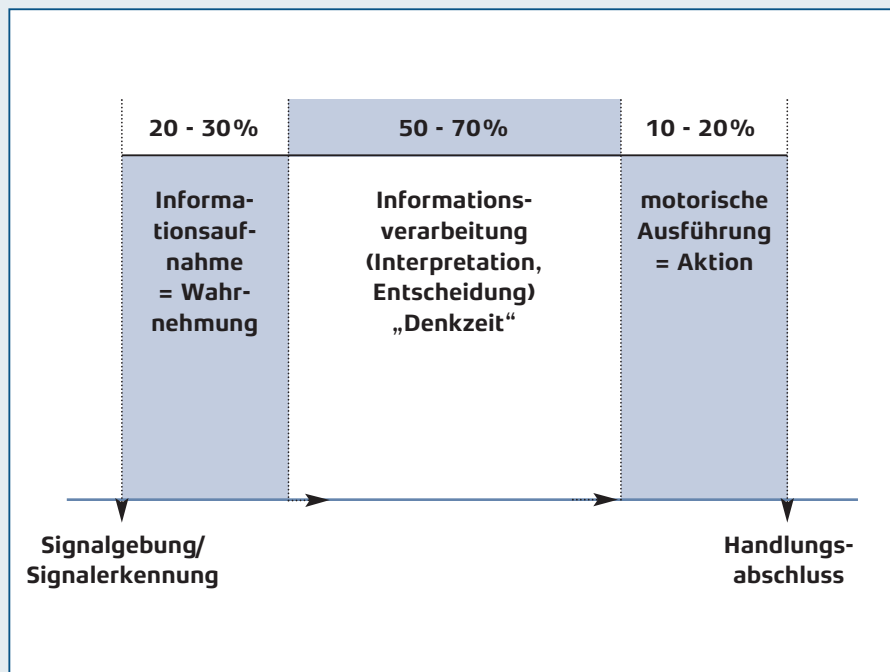 20 - 30%
50 - 70%
10 - 20%
Informa-
tionsauf-
nahme
= Wahr-
nehmung
Informations-
verarbeitung
(Interpretation,
Entscheidung)
„Denkzeit“
motorische
Ausführung
= Aktion
Signalgebung/
Signalerkennung
Handlungs-
abschluss